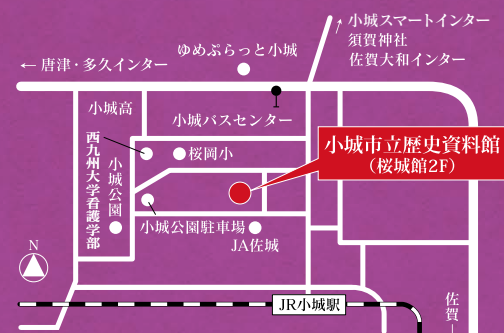 小城スマートインター
須賀神社
佐賀大和インター
ゆめぷらっと小城
← 唐津・多久インター
小城高
小城バスセンター
小城市立歴史資料館
(桜城館2F)
西九州大学看護学部
桜岡小
小城公園
小城公園駐車場
JA佐城
N
JR小城駅
佐賀